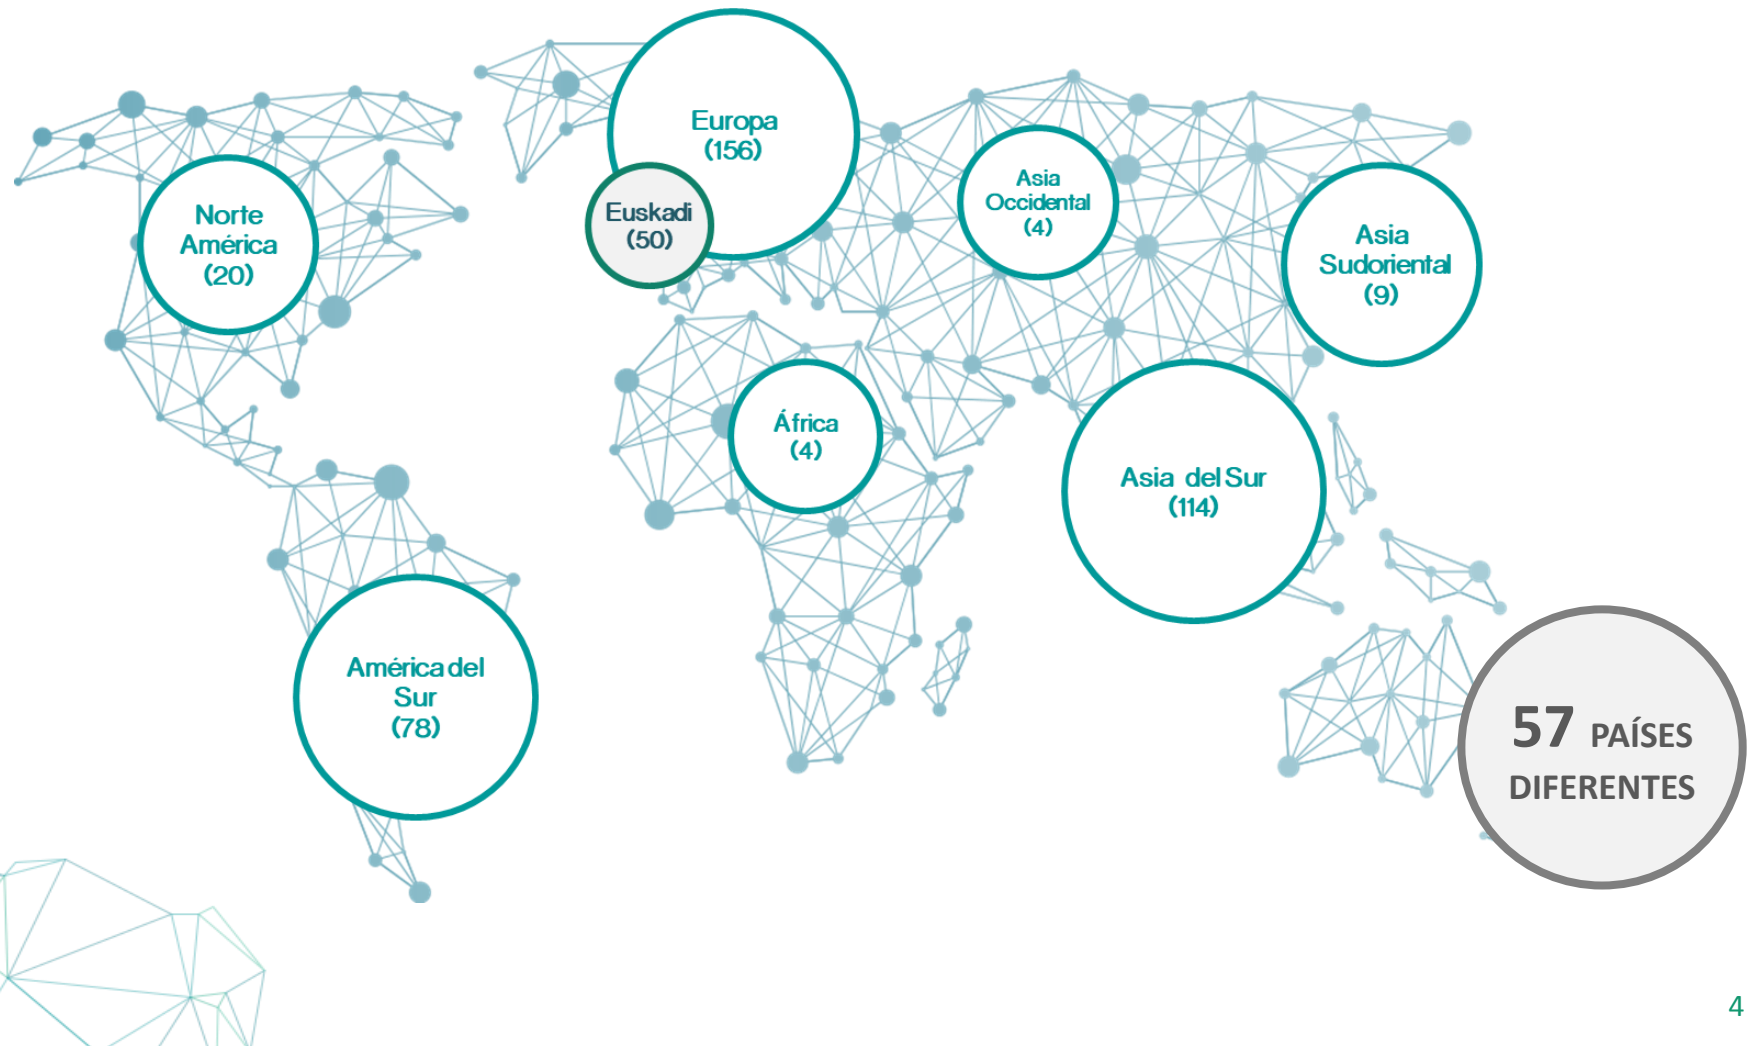 Europa
(156)
Euskadi
(50)
Norte
América
(20)
Asia
Occidental
(4)
Asia
Sudoriental
(9)
África
(4)
Asia del Sur
(114)
América del
Sur
(78)
57 PAÍSES
DIFERENTES
4